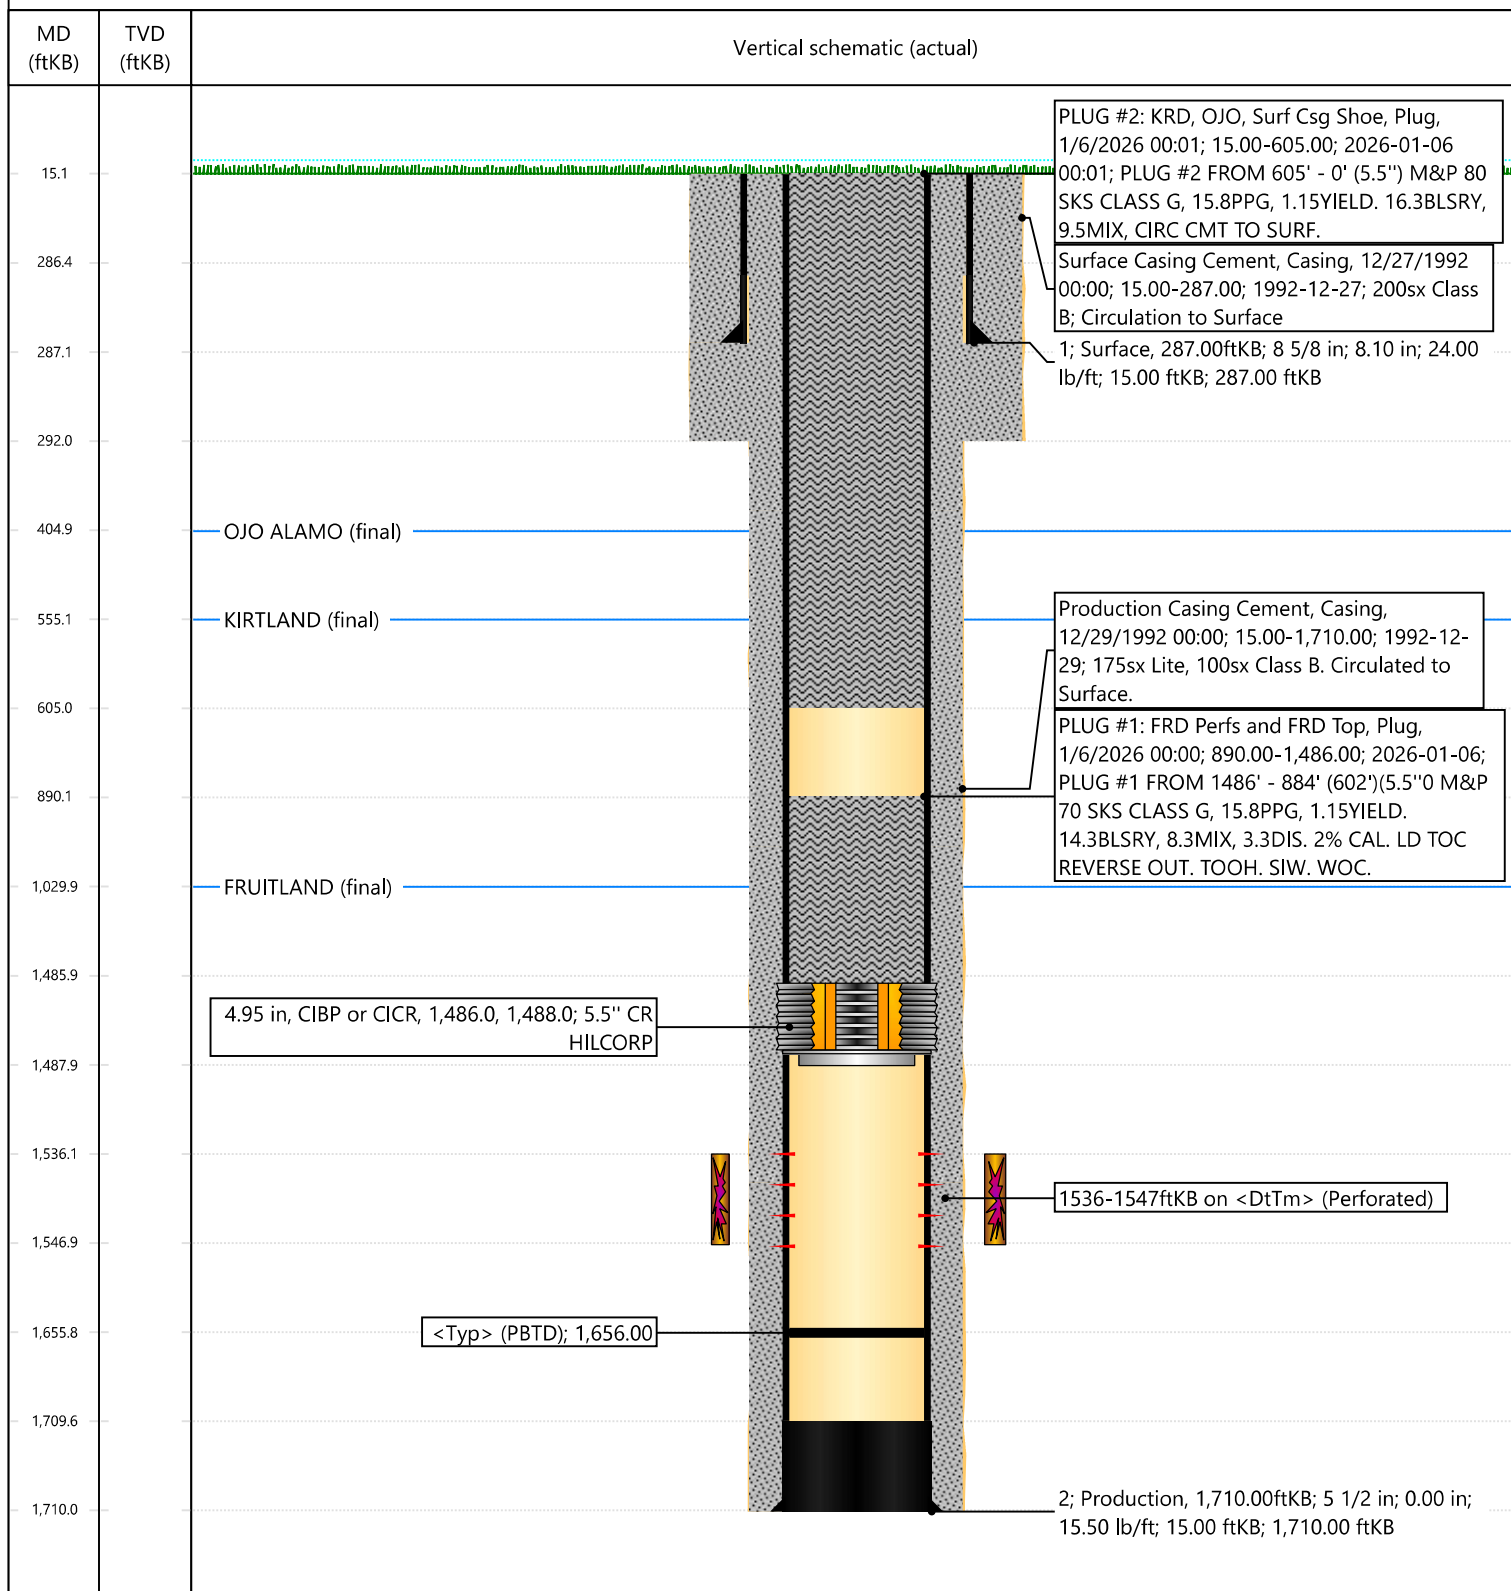 MD
(ftKB)
TVD
(ftKB)
Vertical schematic (actual)
PLUG #2: KRD, OJO, Surf Csg Shoe, Plug,
1/6/2026 00:01; 15.00-605.00; 2026-01-06
00:01; PLUG #2 FROM 605' - 0' (5.5'') M&P 80
SKS CLASS G, 15.8PPG, 1.15YIELD. 16.3BLSRY,
9.5MIX, CIRC CMT TO SURF.
15.1
Surface Casing Cement, Casing, 12/27/1992
00:00; 15.00-287.00; 1992-12-27; 200sx Class
B; Circulation to Surface
286.4
1; Surface, 287.00ftKB; 8 5/8 in; 8.10 in; 24.00
lb/ft; 15.00 ftKB; 287.00 ftKB
287.1
292.0
404.9
OJO ALAMO (final)
555.1
KIRTLAND (final)
Production Casing Cement, Casing,
12/29/1992 00:00; 15.00-1,710.00; 1992-12-
29; 175sx Lite, 100sx Class B. Circulated to
Surface.
605.0
PLUG #1: FRD Perfs and FRD Top, Plug,
1/6/2026 00:00; 890.00-1,486.00; 2026-01-06;
PLUG #1 FROM 1486' - 884' (602')(5.5''0 M&P
70 SKS CLASS G, 15.8PPG, 1.15YIELD.
14.3BLSRY, 8.3MIX, 3.3DIS. 2% CAL. LD TOC
REVERSE OUT. TOOH. SIW. WOC.
890.1
1,029.9
FRUITLAND (final)
1,485.9
4.95 in, CIBP or CICR, 1,486.0, 1,488.0; 5.5'' CR
HILCORP
1,487.9
1,536.1
1536-1547ftKB on <DtTm> (Perforated)
1,546.9
1,655.8
<Typ> (PBTD); 1,656.00
1,709.6
1,710.0
2; Production, 1,710.00ftKB; 5 1/2 in; 0.00 in;
15.50 lb/ft; 15.00 ftKB; 1,710.00 ftKB